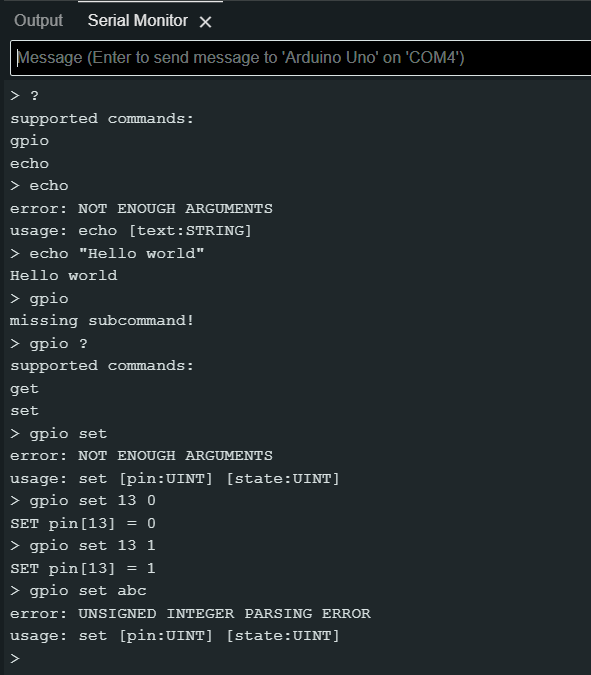 Output Serial Monitor
Message (Enter to send message to 'Arduino Uno' on 'COM4')
> ?
supported commands:
gpio
echo
> echo
error: NOT ENOUGH ARGUMENTS
usage: echo [text:STRING]
> echo "Hello world"
Hello world
> gpio
missing subcommand!
> gpio ?
supported commands:
get
set
> gpio set
error: NOT ENOUGH ARGUMENTS
usage: set [pin:UINT] [state:UINT]
> gpio set 13 0
SET pin[13] = 0
> gpio set 13 1
SET pin[13] = 1
> gpio set abc
error: UNSIGNED INTEGER PARSING ERROR
usage: set [pin:UINT] [state:UINT]
>